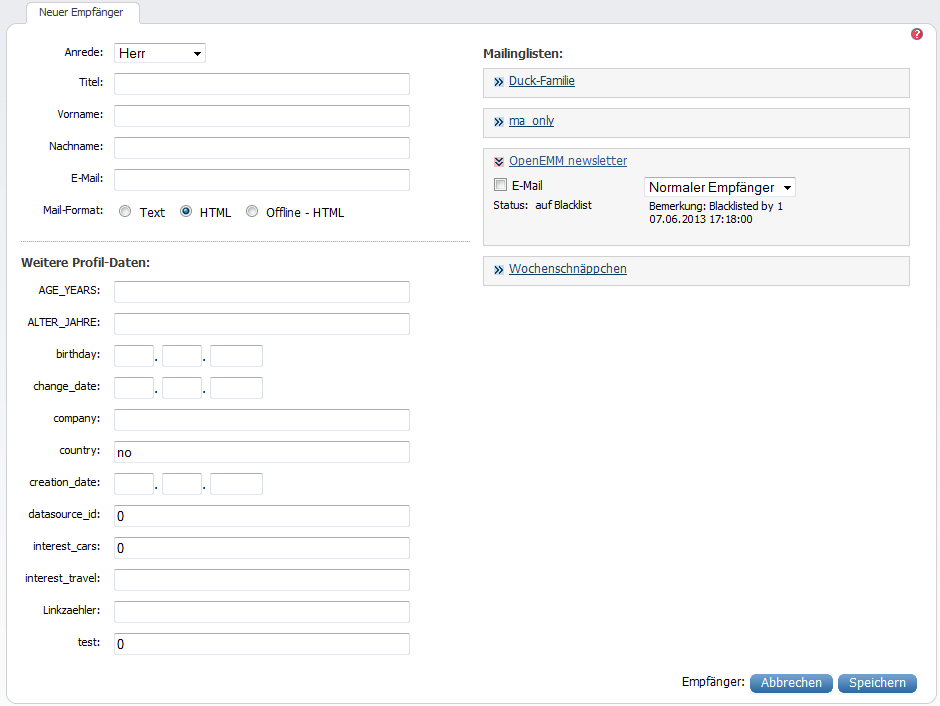 Neuer Empfänger
?
Anrede: Herr
Titel:
Vorname:
Nachname:
E-Mail:
Mail-Format: Text HTML Offline - HTML
Weitere Profil-Daten:
AGE_YEARS:
ALTER_JAHRE:
birthday: . .
change_date: . .
company:
country: no
creation_date: . .
datasource_id: 0
interest_cars: 0
interest_travel:
Linkzaehler:
test: 0
Mailinglisten:
Duck-Familie
ma_only
OpenEMM newsletter
E-Mail Normaler Empfänger
Status: auf Blacklist Bemerkung: Blacklisted by 1
07.06.2013 17:18:00
Wochenschnäppchen
Empfänger: Abbrechen Speichern